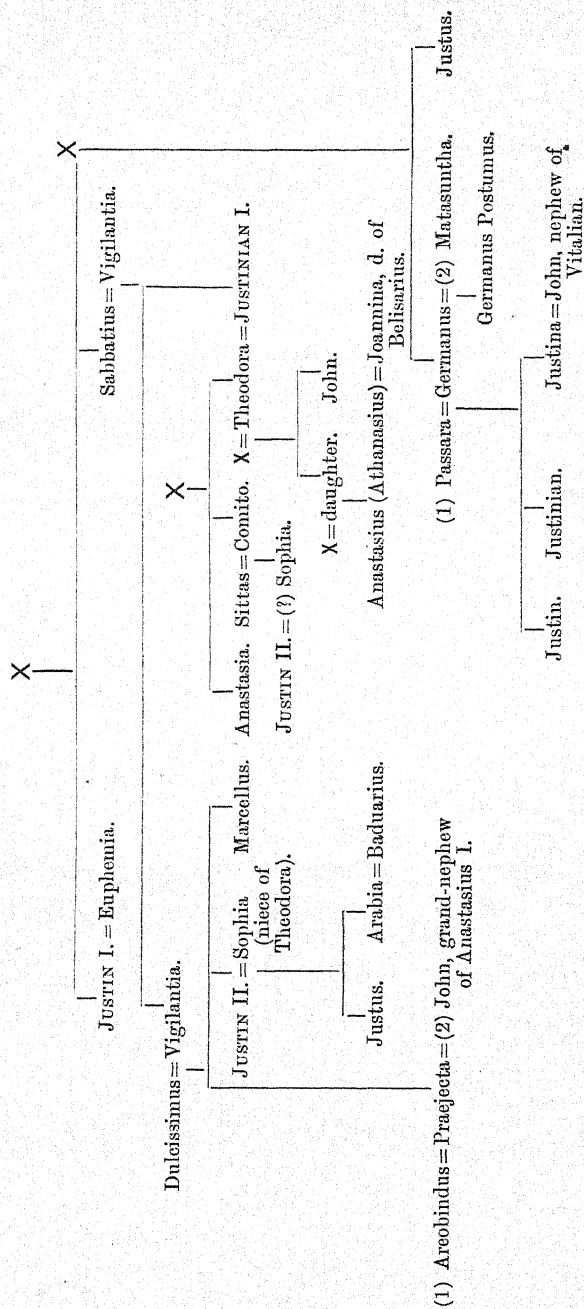 X
JUSTIN I. = Euphemia.
Sabbatius = Vigilantia.
X
Dulcissimus = Vigilantia.
X
JUSTIN II. = Sophia
(niece of
Theodora).
Marcellus.
Anastasia.
Sittas = Comito.
X = Theodora = JUSTINIAN I.
JUSTIN II. = (?) Sophia.
Justus.
Arabia = Baduarius.
X = daughter.
John.
Anastasius (Athanasius) = Joannina, d. of
Belisarius.
(1) Areobindus = Praejecta = (2) John, grand-nephew
of Anastasius I.
(1) Passara = Germanus = (2) Matasuntha.
Justus.
Germanus Postumus.
Justin.
Justinian.
Justina = John, nephew of
Vitalian.